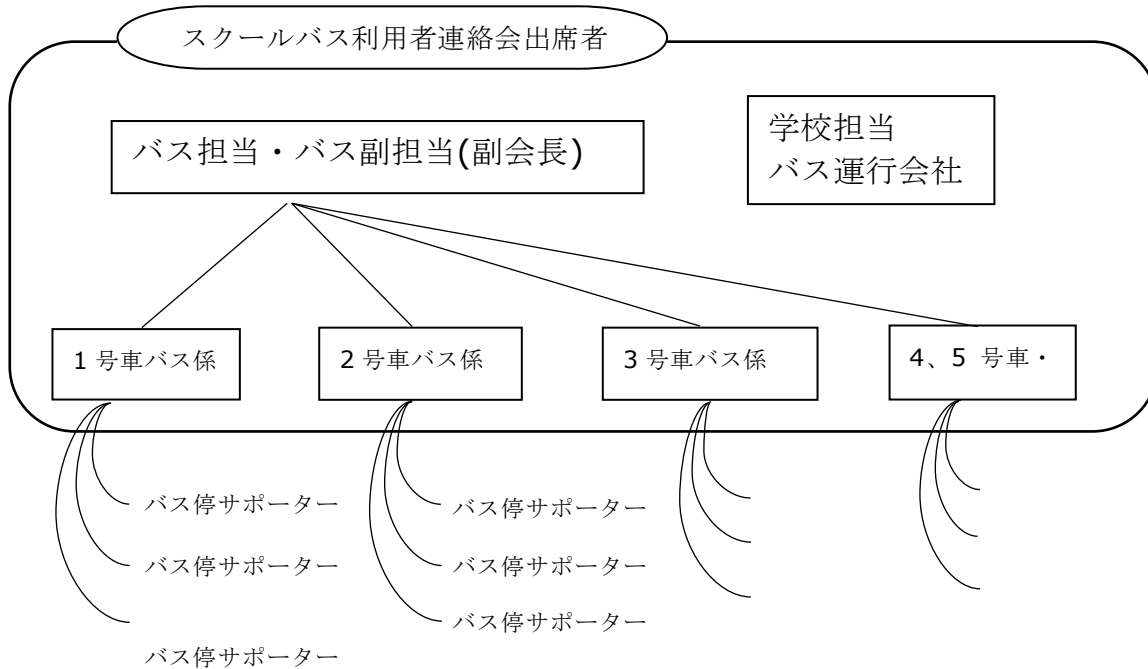 スクールバス利用者連絡会出席者
学校担当
バス運行会社
バス担当・バス副担当(副会長)
1号車バス係
2号車バス係
3号車バス係
4、5 号車・
バス停サポーター
バス停サポーター
バス停サポーター
バス停サポーター
バス停サポーター
バス停サポーター